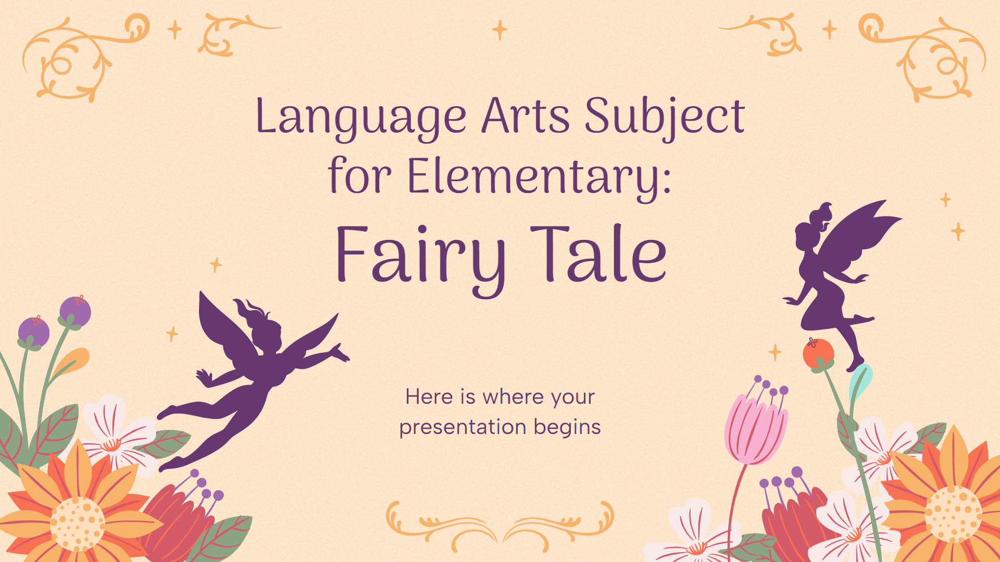 Language Arts Subject
for Elementary:
Fairy Tale
Here is where your
presentation begins